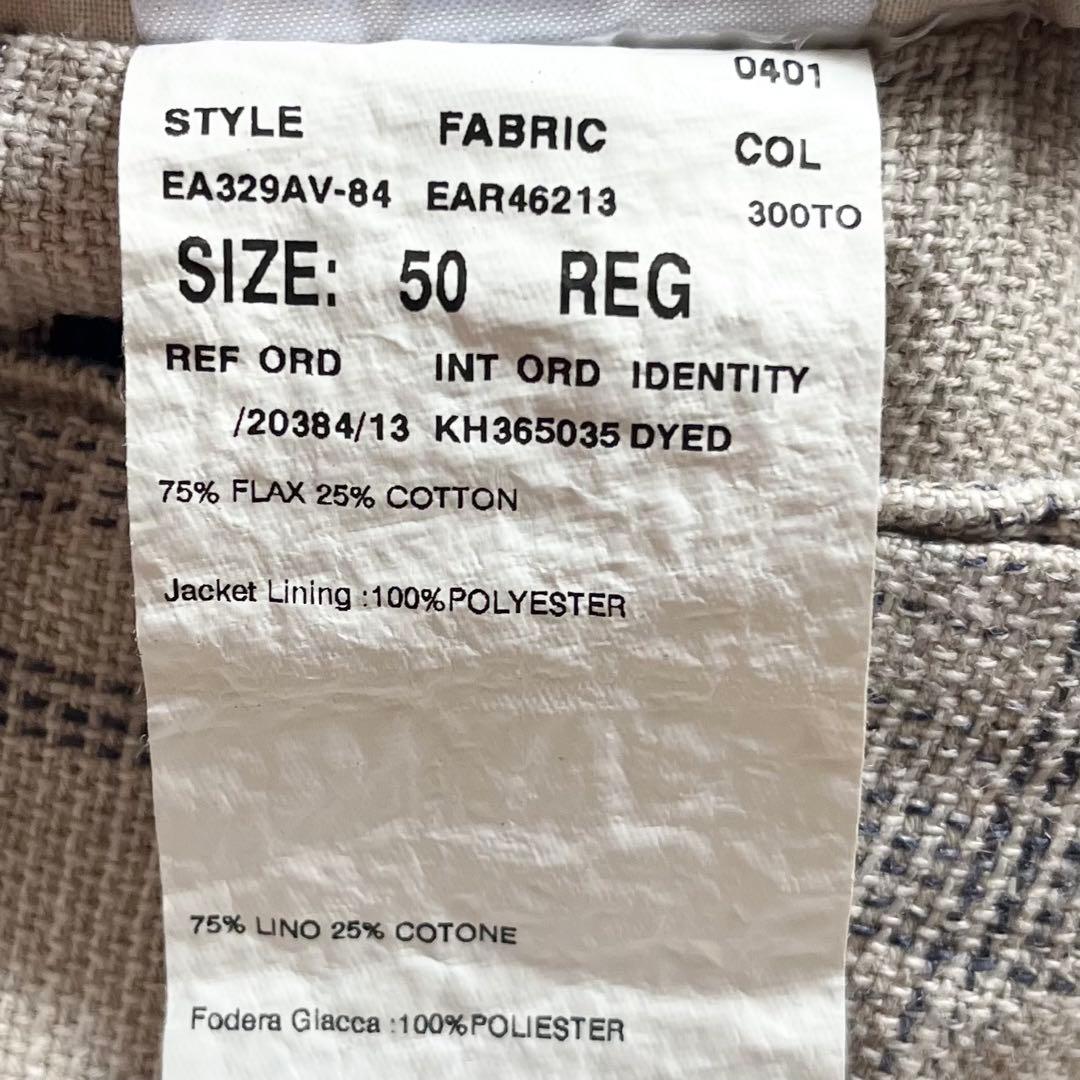 0401
STYLE FABRIC COL
EA329AV-84 EAR46213 300TO
SIZE: 50 REG
REF ORD INT ORD IDENTITY
/20384/13 KH365035 DYED
75% FLAX 25% COTTON
Jacket Lining :100%POLYESTER
75% LINO 25% COTONE
Fodera Giacca :100%POLIESTER